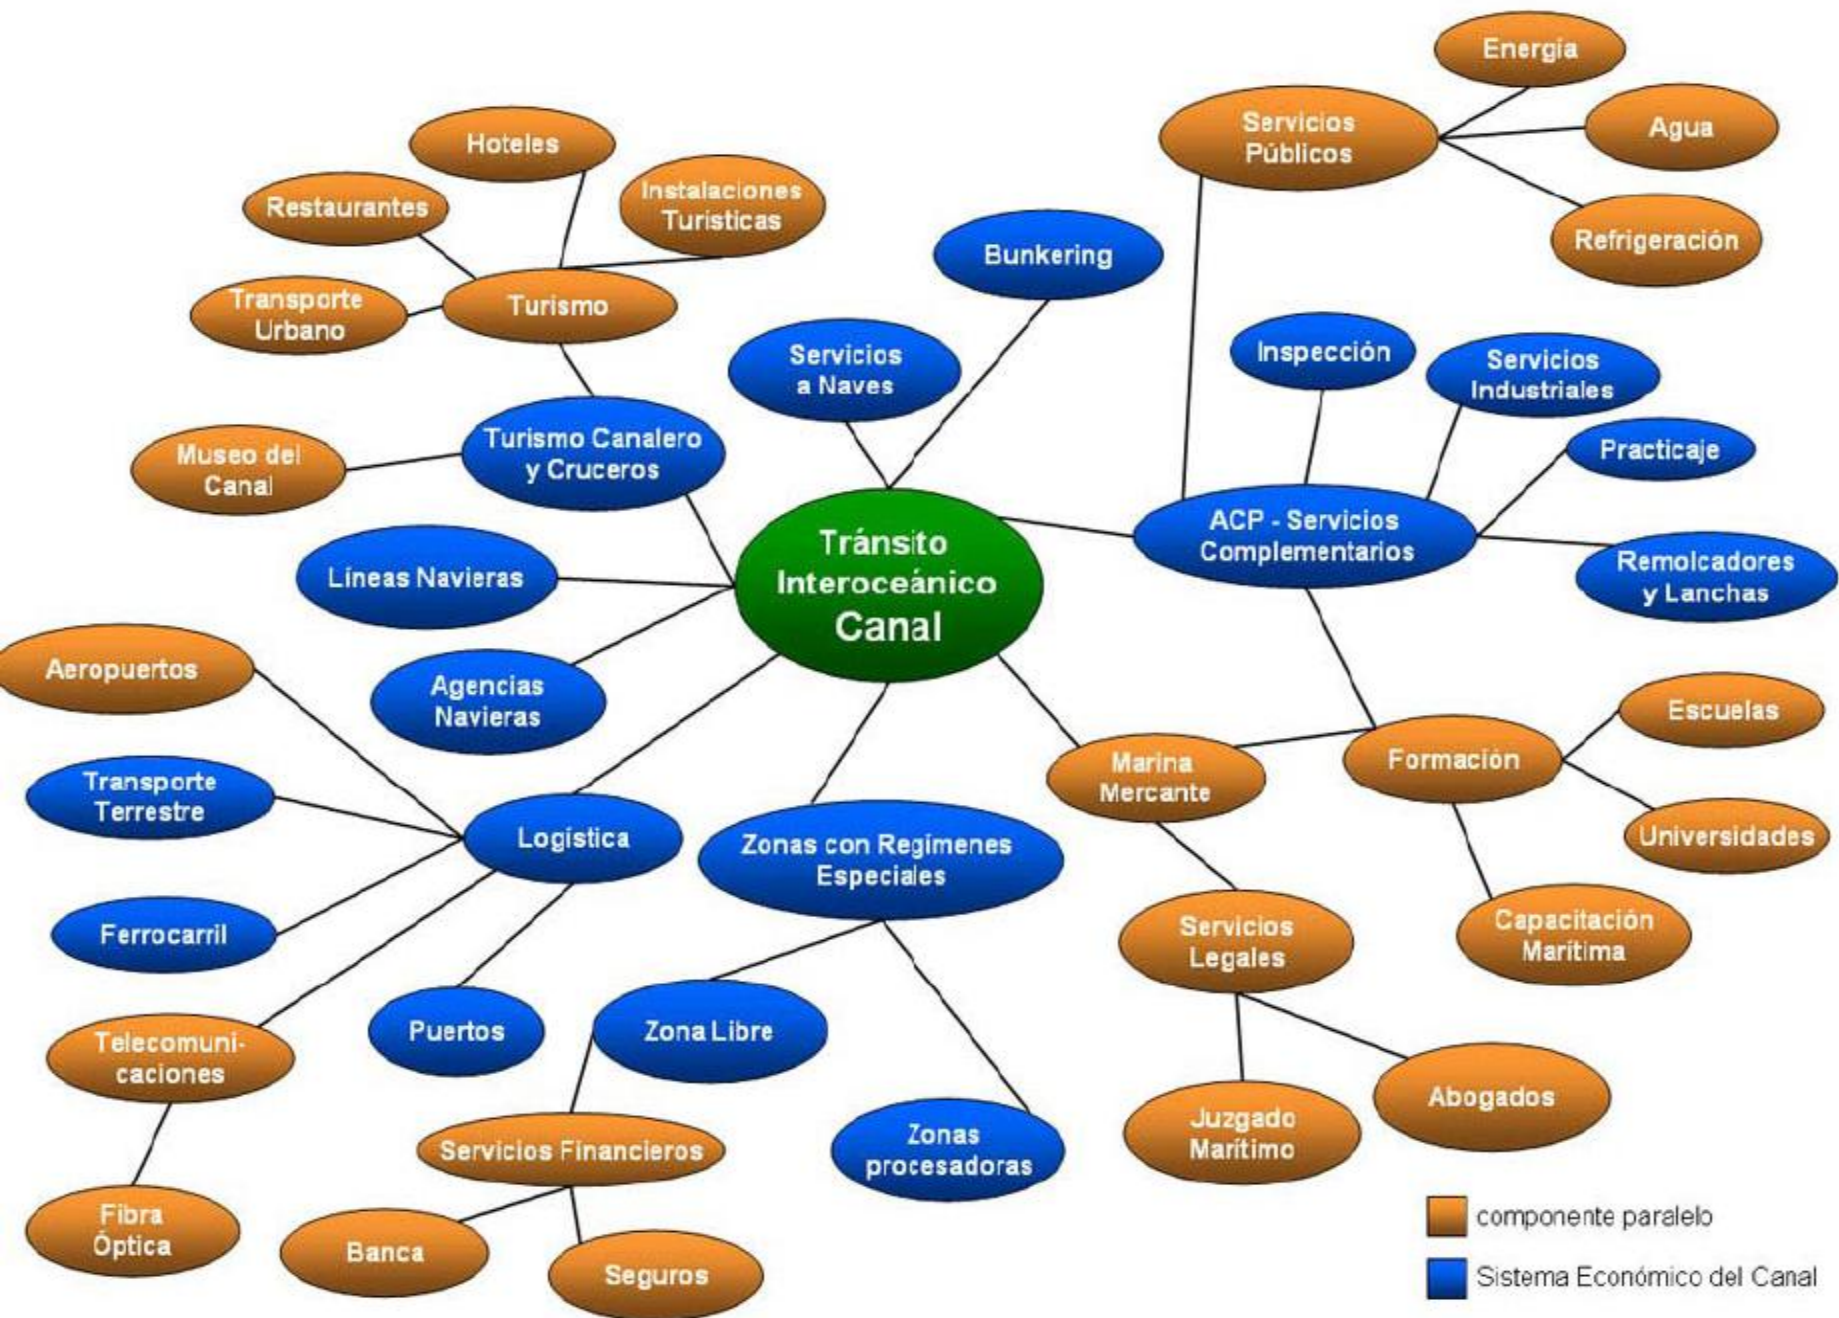 Energía
Servicios
Públicos
Agua
Hoteles
Instalaciones
Turísticas
Restaurantes
Refrigeración
Bunkering
Transporte
Urbano
Turismo
Servicios
a Naves
Inspección
Servicios
Industriales
Turismo Canalero
y Cruceros
Practicaje
Museo del
Canal
ACP - Servicios
Complementarios
Tránsito
Interoceánico
Canal
Líneas Navieras
Remolcadores
y Lanchas
Aeropuertos
Agencias
Navieras
Escuelas
Formación
Marina
Mercante
Transporte
Terrestre
Logística
Zonas con Regímenes
Especiales
Universidades
Ferrocarril
Servicios
Legales
Capacitación
Marítima
Puertos
Zona Libre
Telecomuni-
caciones
Abogados
Juzgado
Marítimo
Servicios Financieros
Zonas
procesadoras
Fibra
Óptica
Banca
Seguros
componente paralelo
Sistema Económico del Canal